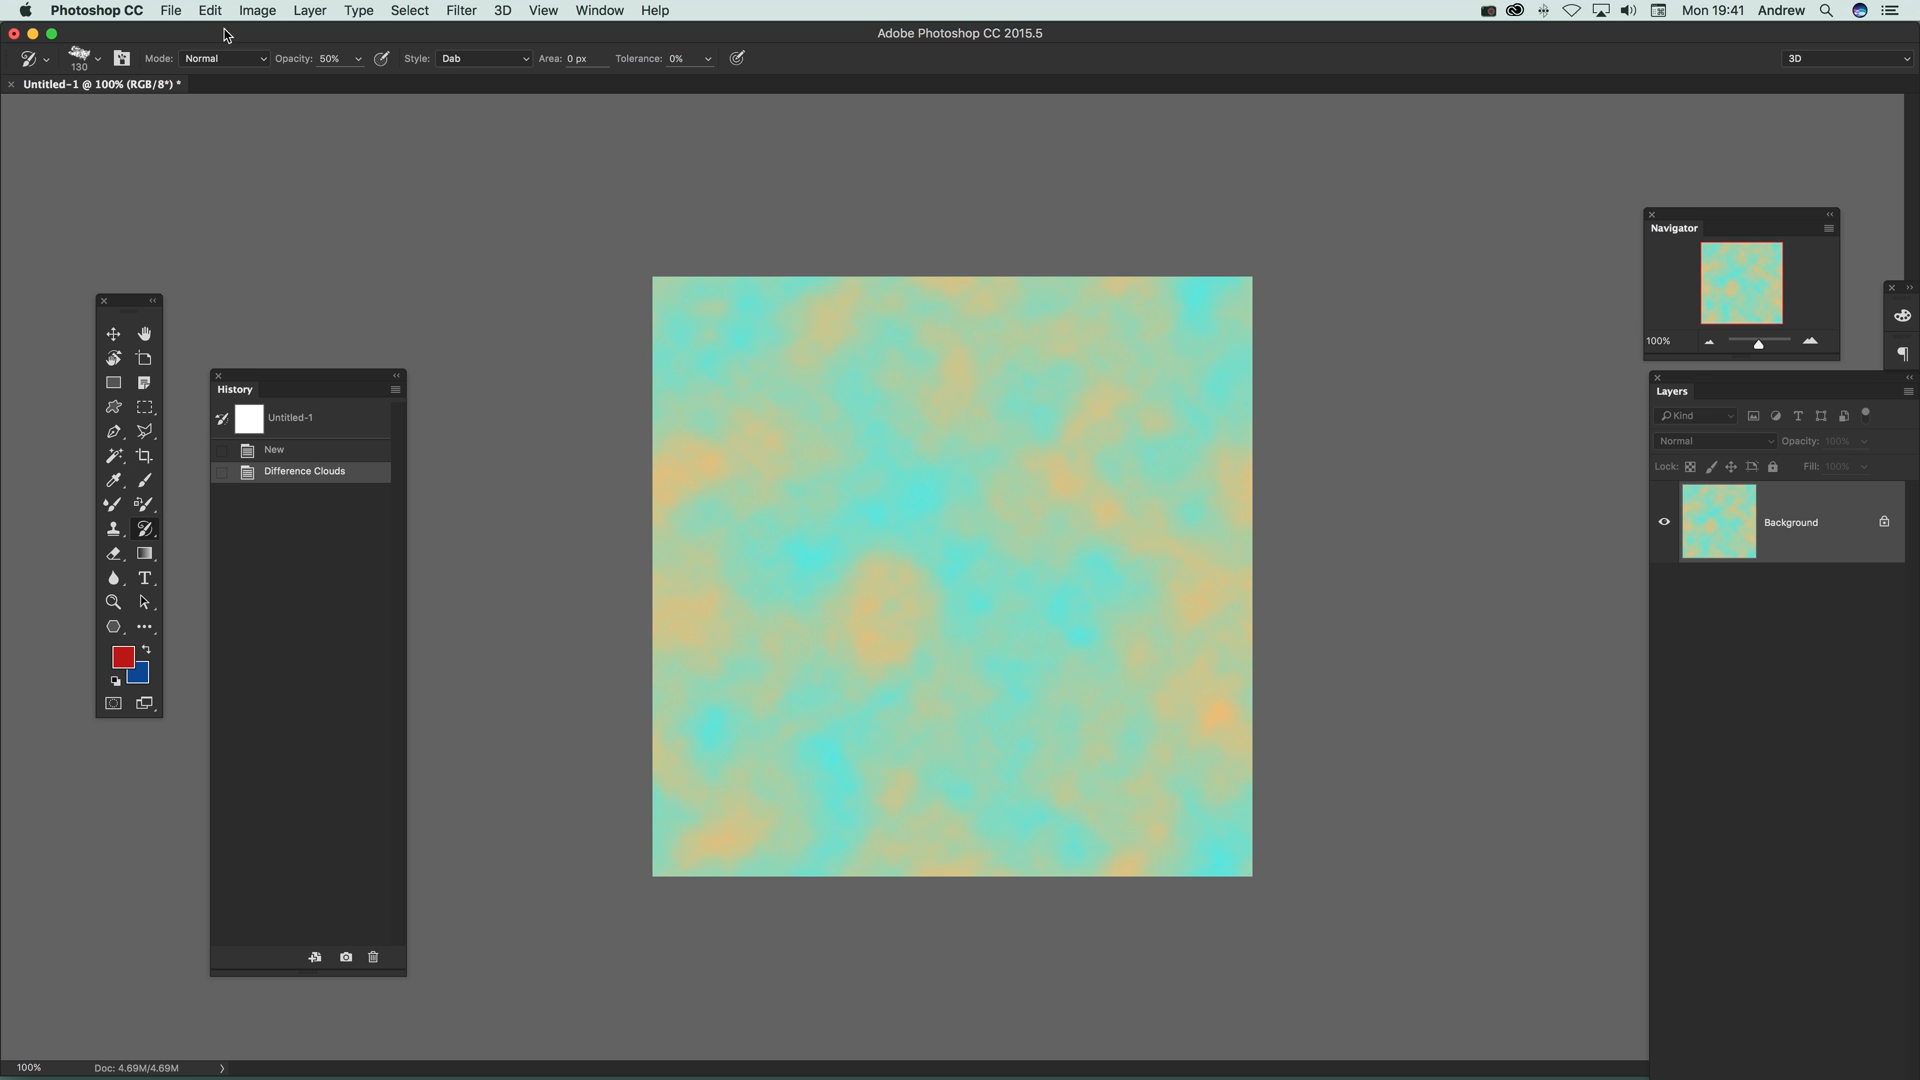 Photoshop CC File Edit Image Layer Type Select Filter 3D View Window Help Mon 19:41 Andrew
Adobe Photoshop CC 2015.5
130 Mode: Normal Opacity: 50% Style: Dab Area: 0 px Tolerance: 0% 3D
Untitled-1 @ 100% (RGB/8*) *
Navigator
100%
History
Untitled-1
New
Difference Clouds
Layers
Kind
Normal Opacity: 100%
Lock: Fill: 100%
Background
100% Doc: 4.69M/4.69M